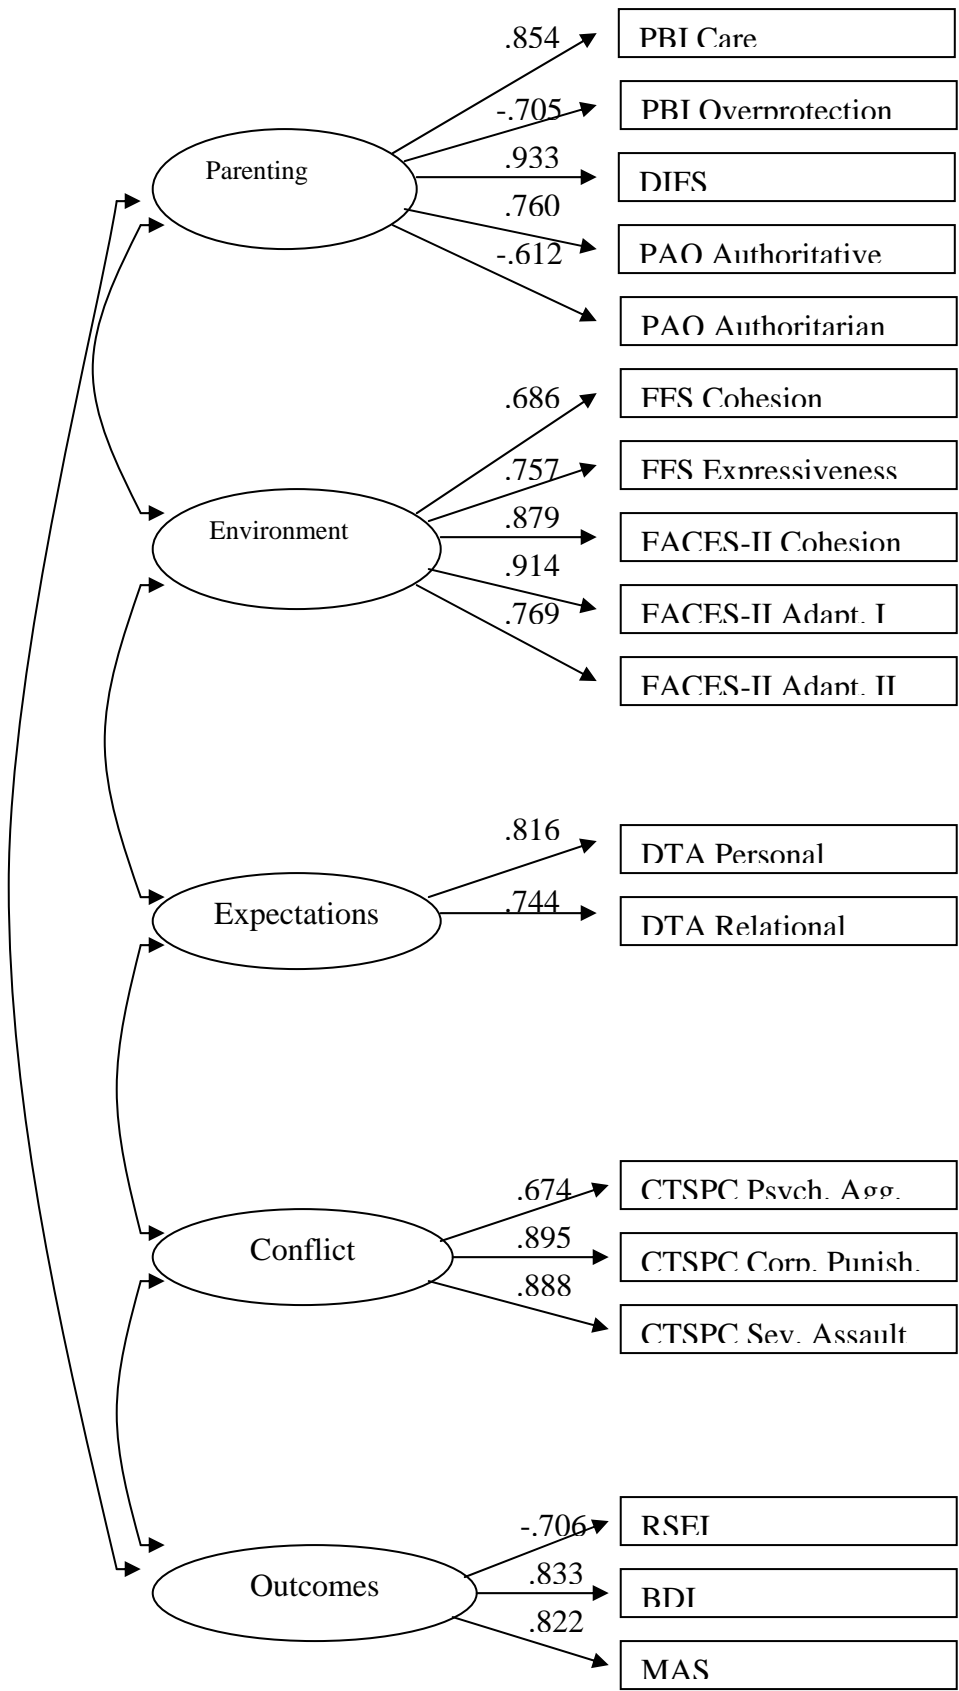 .854
PBI Care
-.705
PBI Overprotection
Parenting
.933
DIFS
.760
PAQ Authoritative
-.612
PAQ Authoritarian
.686
FES Cohesion
.757
FES Expressiveness
Environment
.879
FACES-II Cohesion
.914
FACES-II Adapt. I
.769
FACES-II Adapt. II
.816
DTA Personal
Expectations
.744
DTA Relational
.674
CTSPC Psych. Agg.
Conflict
.895
CTSPC Corp. Punish.
.888
CTSPC Sev. Assault
-.706
RSEI
Outcomes
.833
BDI
.822
MAS